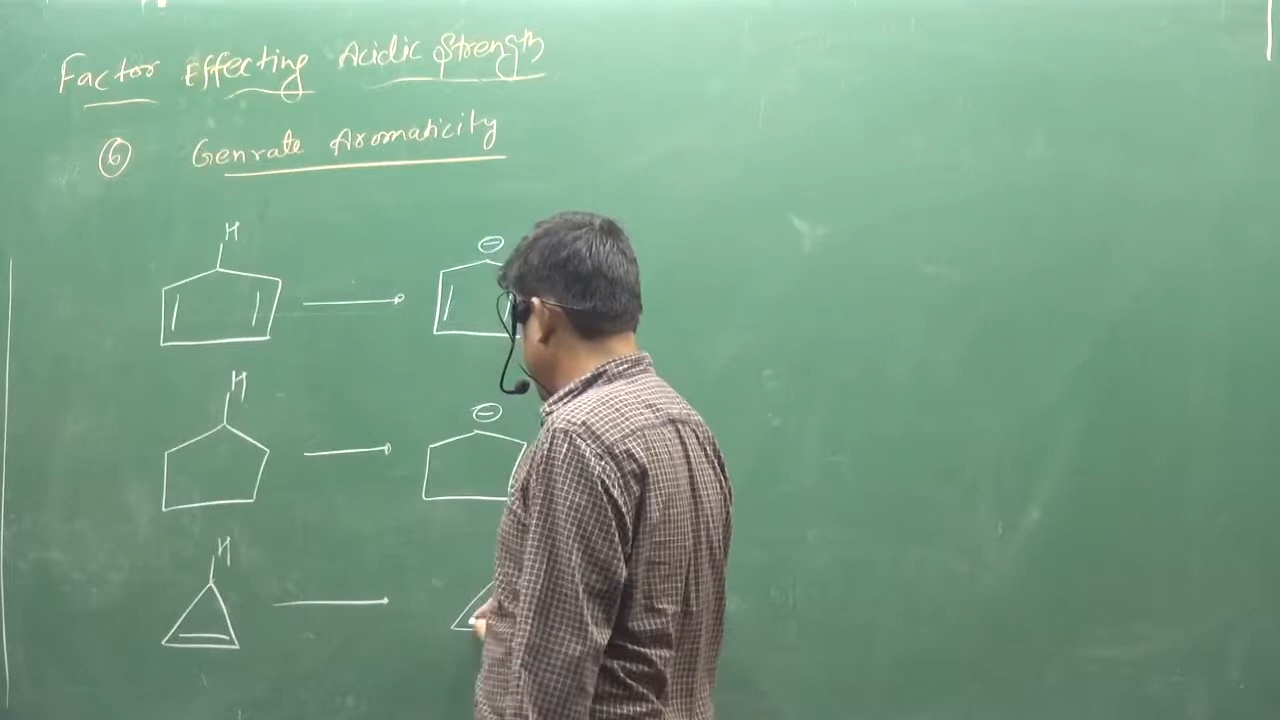 Factor Effecting Acidic Strength
6 Genrate Aromaticity
H
⊖
H
⊖
H